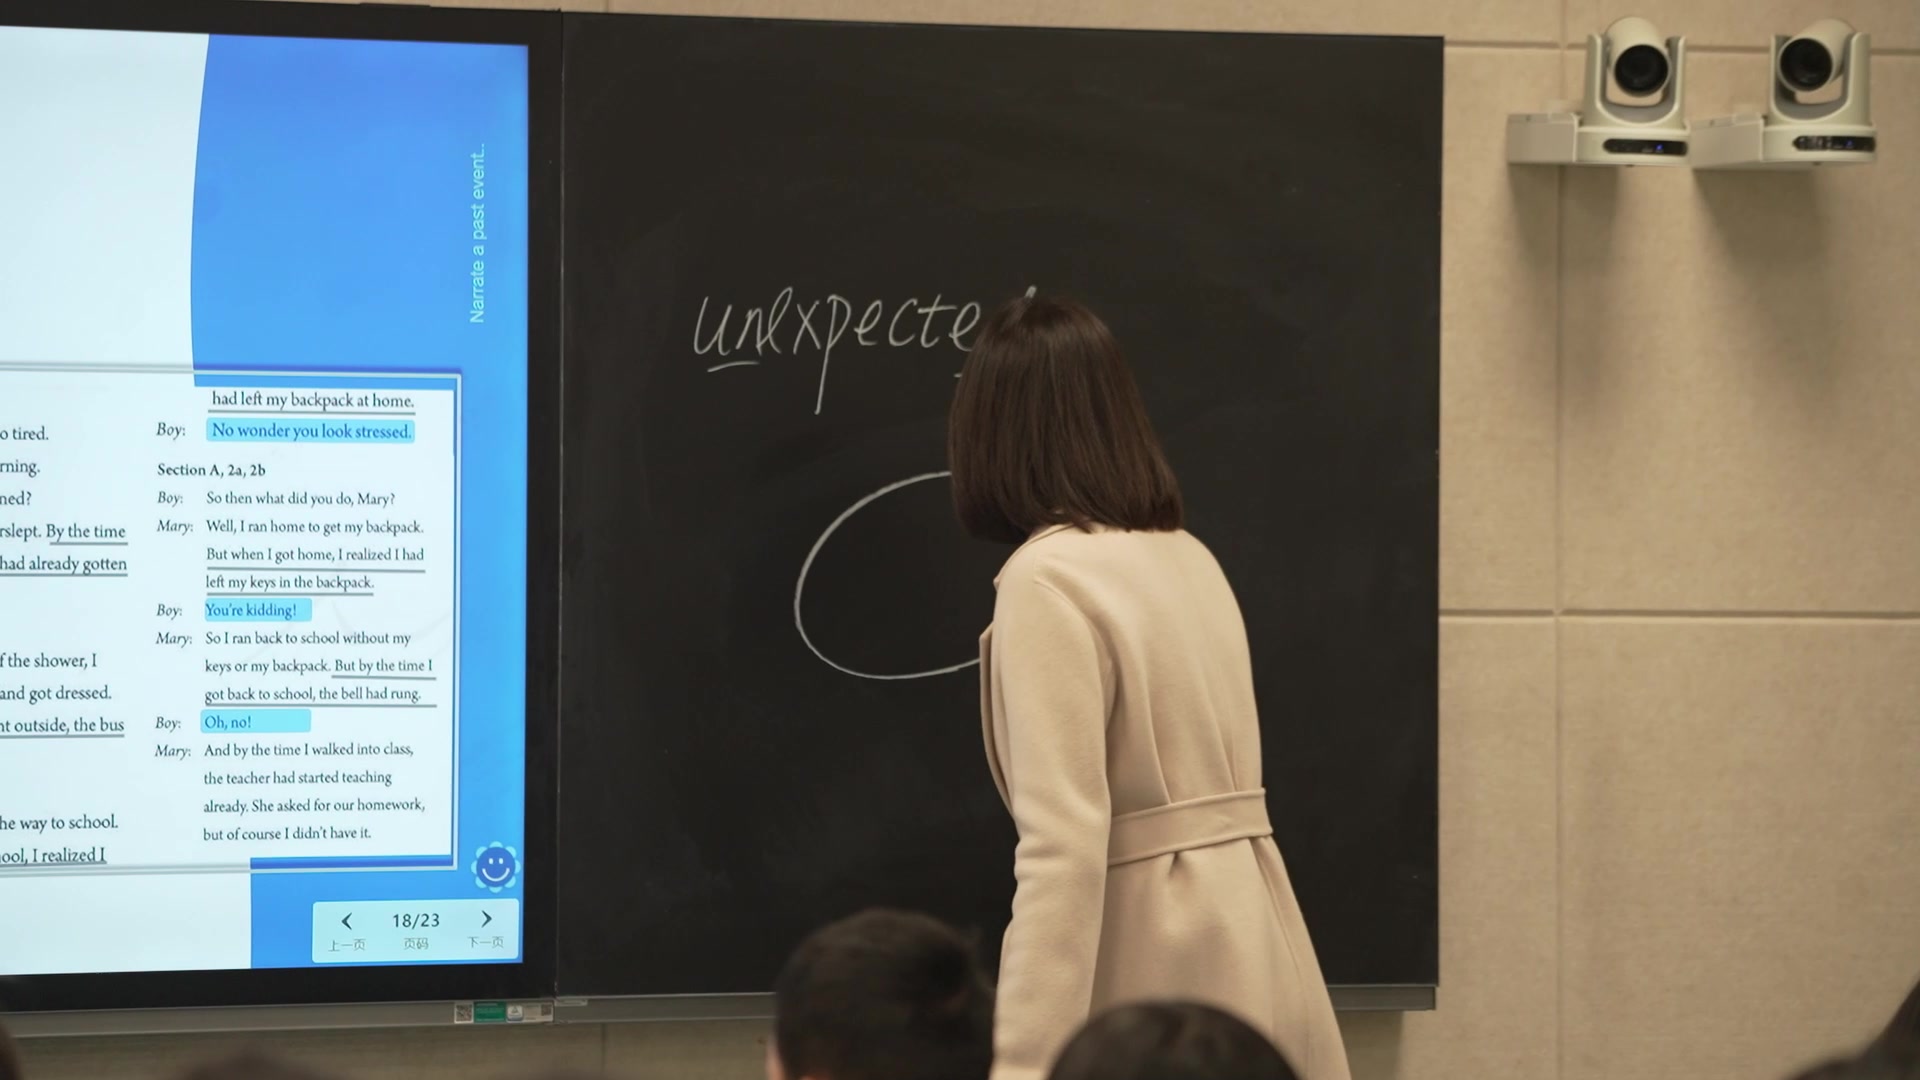 Narrate a past event..
unexpected
o tired.
rning.
ned?
rslept. By the time
had already gotten
f the shower, I
and got dressed.
nt outside, the bus
he way to school.
ool, I realized I
had left my backpack at home.
Boy: No wonder you look stressed.
Section A, 2a, 2b
Boy: So then what did you do, Mary?
Mary: Well, I ran home to get my backpack.
But when I got home, I realized I had
left my keys in the backpack.
Boy: You're kidding!
Mary: So I ran back to school without my
keys or my backpack. But by the time I
got back to school, the bell had rung.
Boy: Oh, no!
Mary: And by the time I walked into class,
the teacher had started teaching
already. She asked for our homework,
but of course I didn't have it.
18/23
上一页 页码 下一页